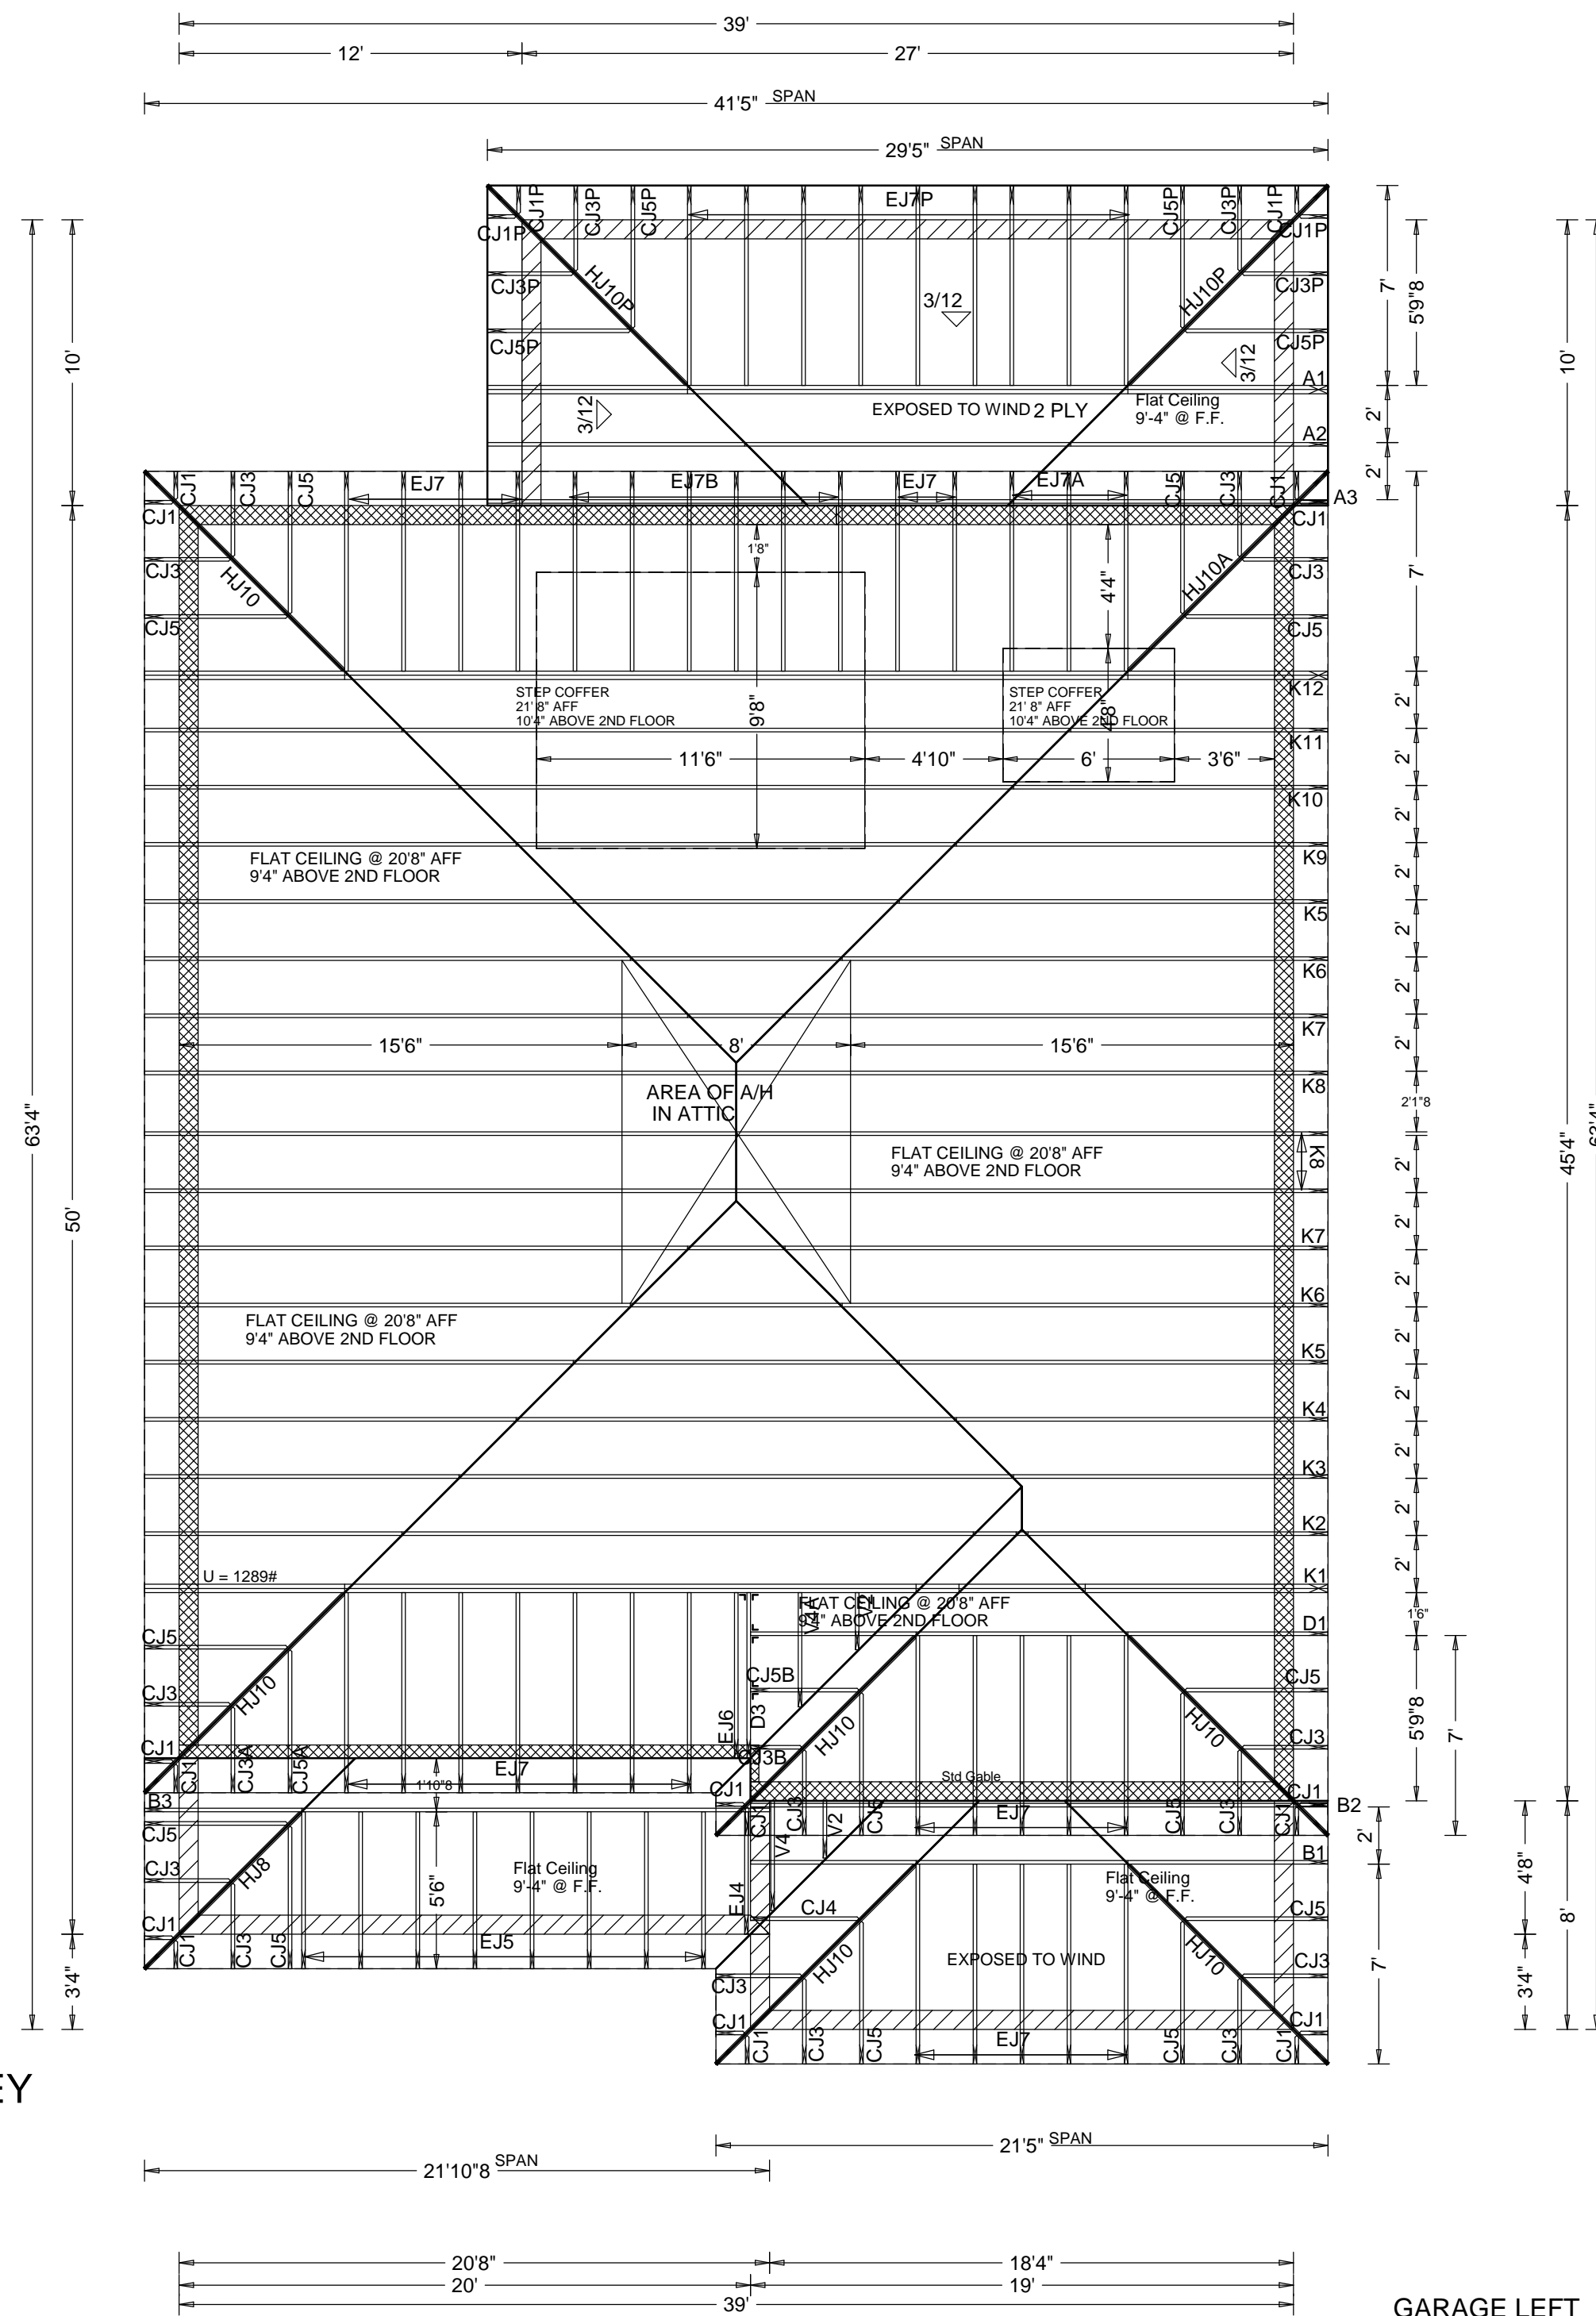 39'
12'
27'
41'5" SPAN
29'5" SPAN
CJ1P
CJ3P
CJ5P
EJ7P
CJ5P
CJ3P
CJ1P
CJ1P
CJ1P
CJ3P
HJ10P
HJ10P
CJ3P
3/12
7'
5'9"8
CJ5P
CJ5P
3/12
10'
10'
A1
3/12
EXPOSED TO WIND 2 PLY
Flat Ceiling
9'-4" @ F.F.
2'
A2
2'
CJ1
CJ3
CJ5
EJ7
EJ7B
EJ7
EJ7A
CJ5
CJ3
CJ1
A3
CJ1
CJ1
1'8"
CJ3
HJ10
4'4"
HJ10A
CJ3
7'
CJ5
CJ5
STEP COFFER
21' 8" AFF
10'4" ABOVE 2ND FLOOR
9'8"
STEP COFFER
21' 8" AFF
10'4" ABOVE 2ND FLOOR
4'8"
K12
2'
11'6"
4'10"
6'
3'6"
K11
2'
K10
2'
FLAT CEILING @ 20'8" AFF
9'4" ABOVE 2ND FLOOR
K9
2'
K5
2'
K6
2'
15'6"
8'
15'6"
K7
2'
AREA OF A/H
IN ATTIC
K8
2'1"8
63'4"
63'4"
45'4"
50'
FLAT CEILING @ 20'8" AFF
9'4" ABOVE 2ND FLOOR
K8
2'
K7
2'
K6
2'
FLAT CEILING @ 20'8" AFF
9'4" ABOVE 2ND FLOOR
K5
2'
K4
2'
K3
2'
K2
2'
U = 1289#
K1
2'
FLAT CEILING @ 20'8" AFF
9'4" ABOVE 2ND FLOOR
V4A
1'6"
D1
CJ5
CJ5B
CJ5
CJ3
HJ10
EJ6
D3
HJ10
HJ10
5'9"8
7'
CJ3
CJ1
CJ3B
CJ1
CJ3A
CJ5A
EJ7
1'10"8
CJ1
Std Gable
CJ1
B3
CJ1
CJ3
CJ5
EJ7
CJ5
CJ3
CJ1
B2
CJ5
V4
V2
2'
B1
CJ3
HJ8
5'6"
Flat Ceiling
9'-4" @ F.F.
Flat Ceiling
9'-4" @ F.F.
4'8"
EJ4
CJ4
CJ5
CJ1
8'
CJ1
CJ3
CJ5
EJ5
HJ10
EXPOSED TO WIND
HJ10
CJ3
7'
3'4"
3'4"
CJ3
CJ1
CJ1
CJ1
CJ3
CJ5
EJ7
CJ5
CJ3
CJ1
EY
21'5" SPAN
21'10"8 SPAN
20'8"
18'4"
20'
19'
39'
GARAGE LEFT